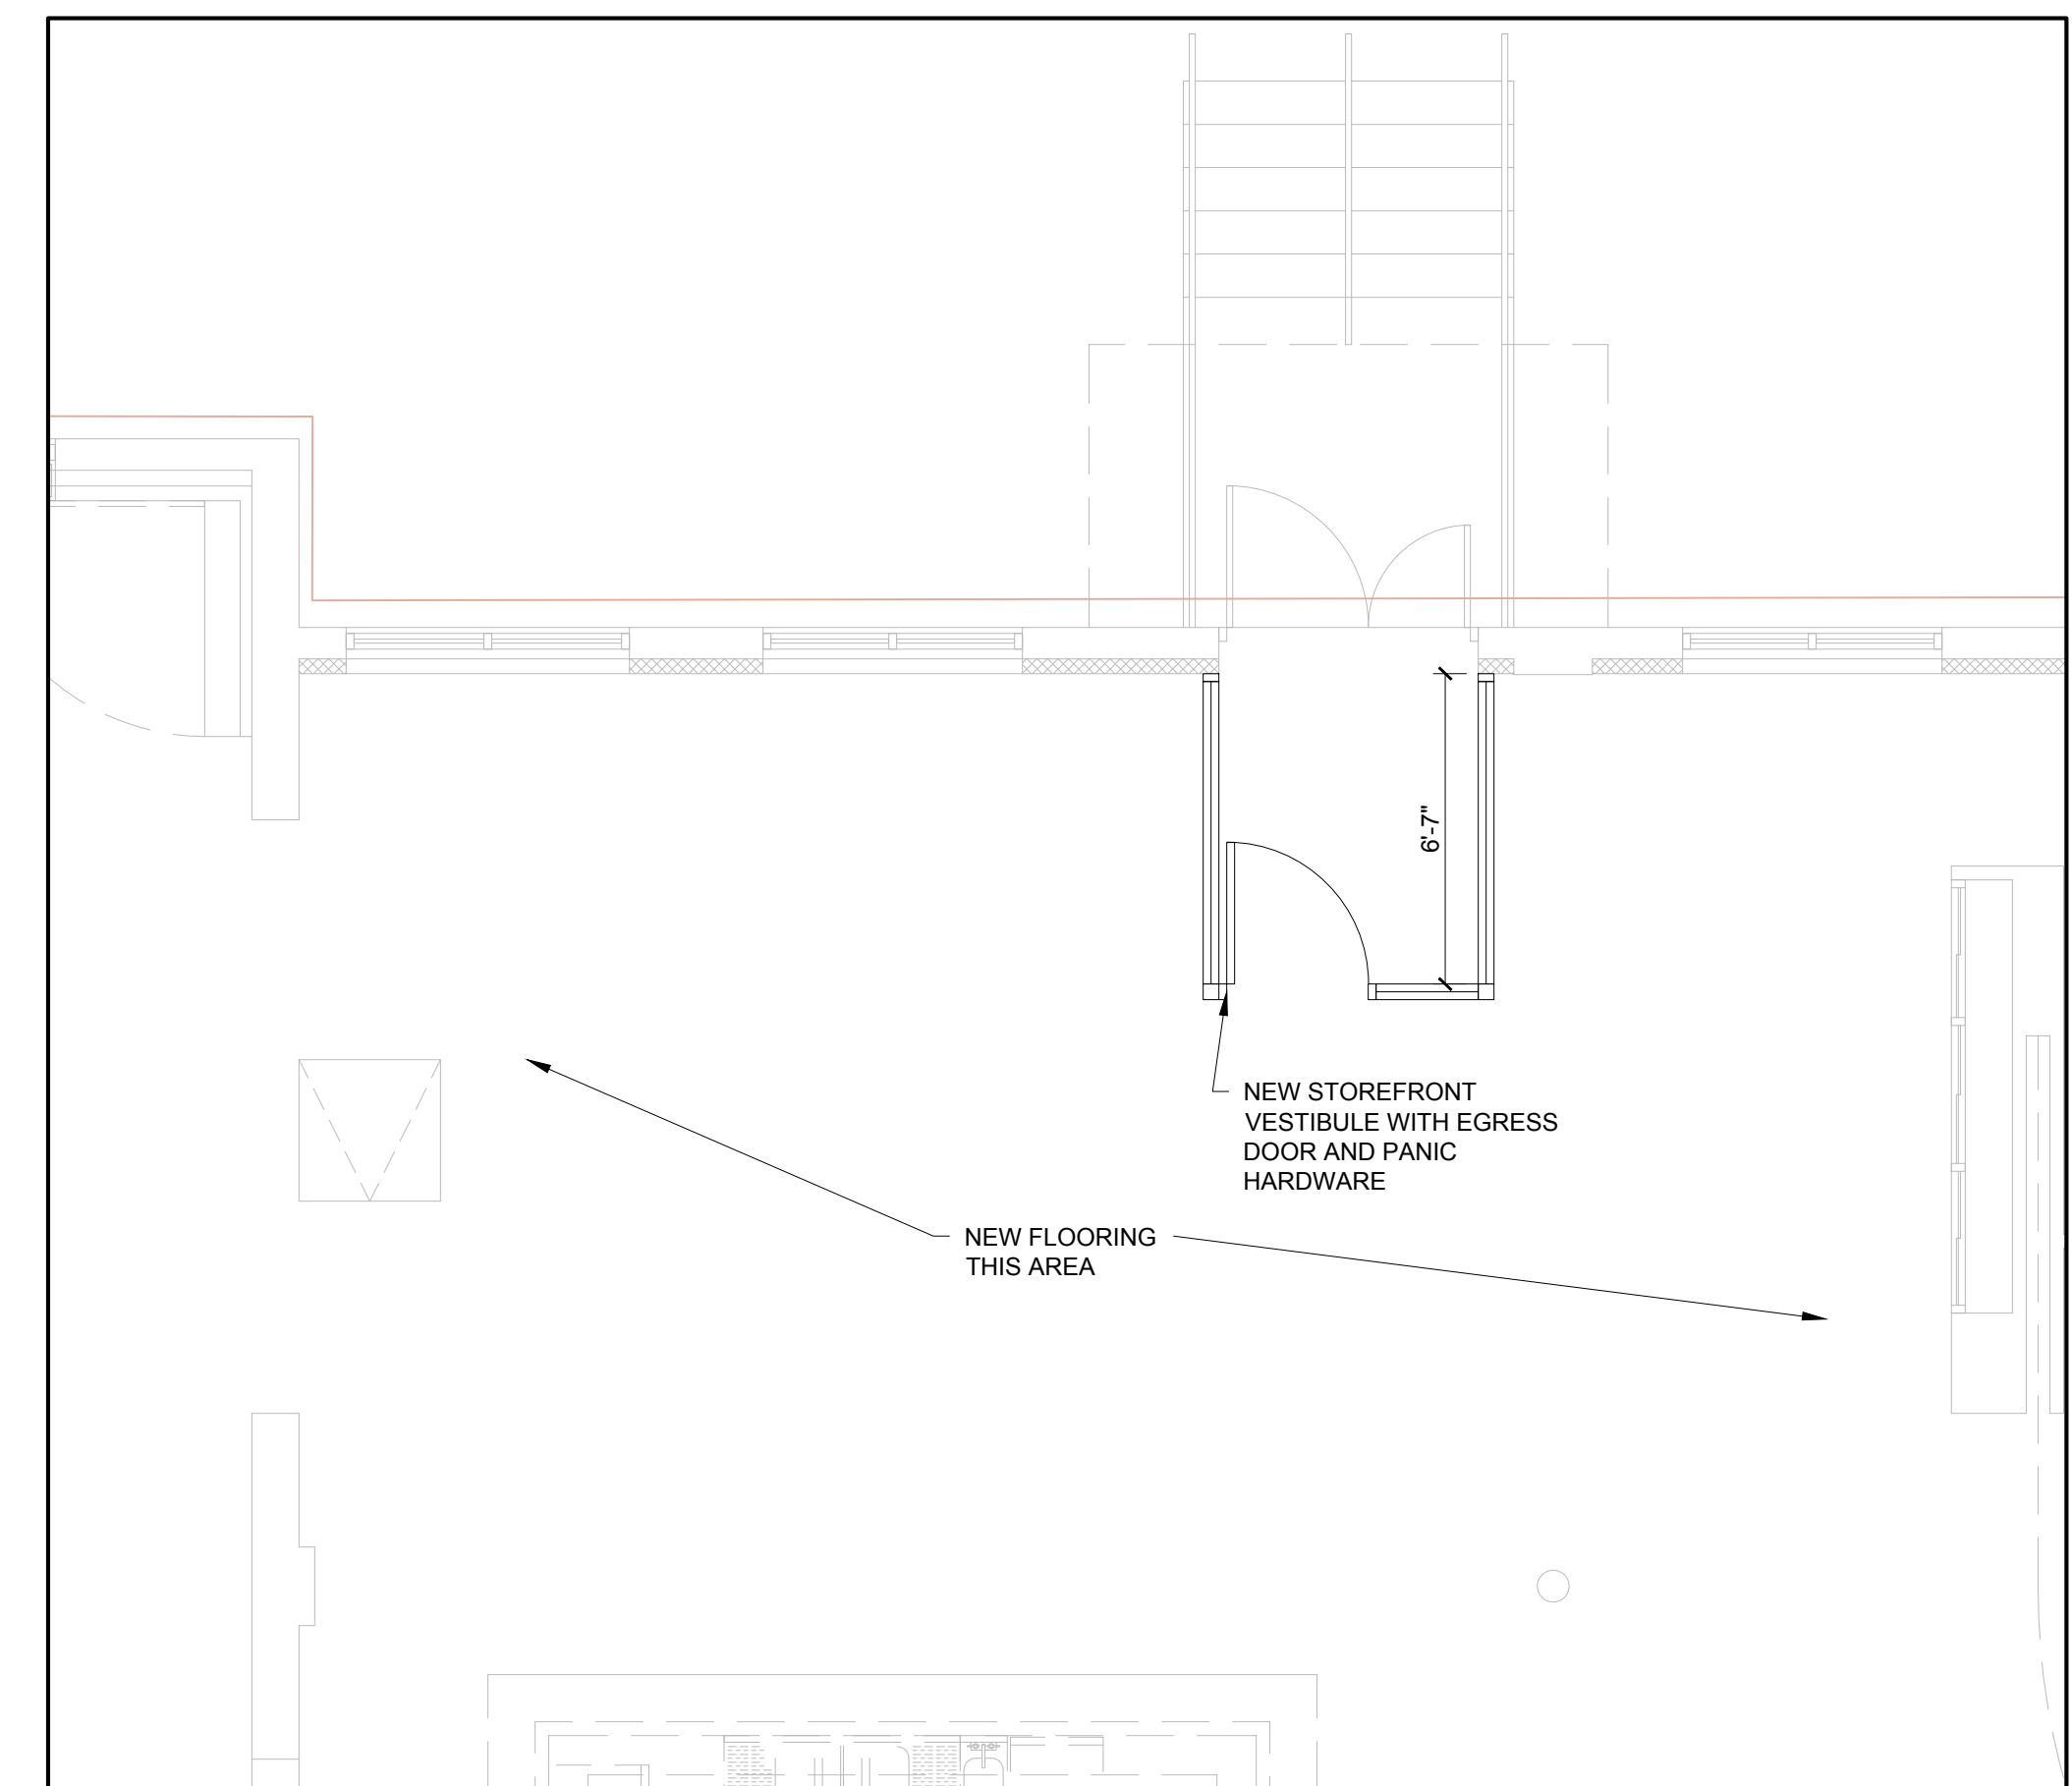 6'-7"
NEW STOREFRONT
VESTIBULE WITH EGRESS
DOOR AND PANIC
HARDWARE
NEW FLOORING
THIS AREA